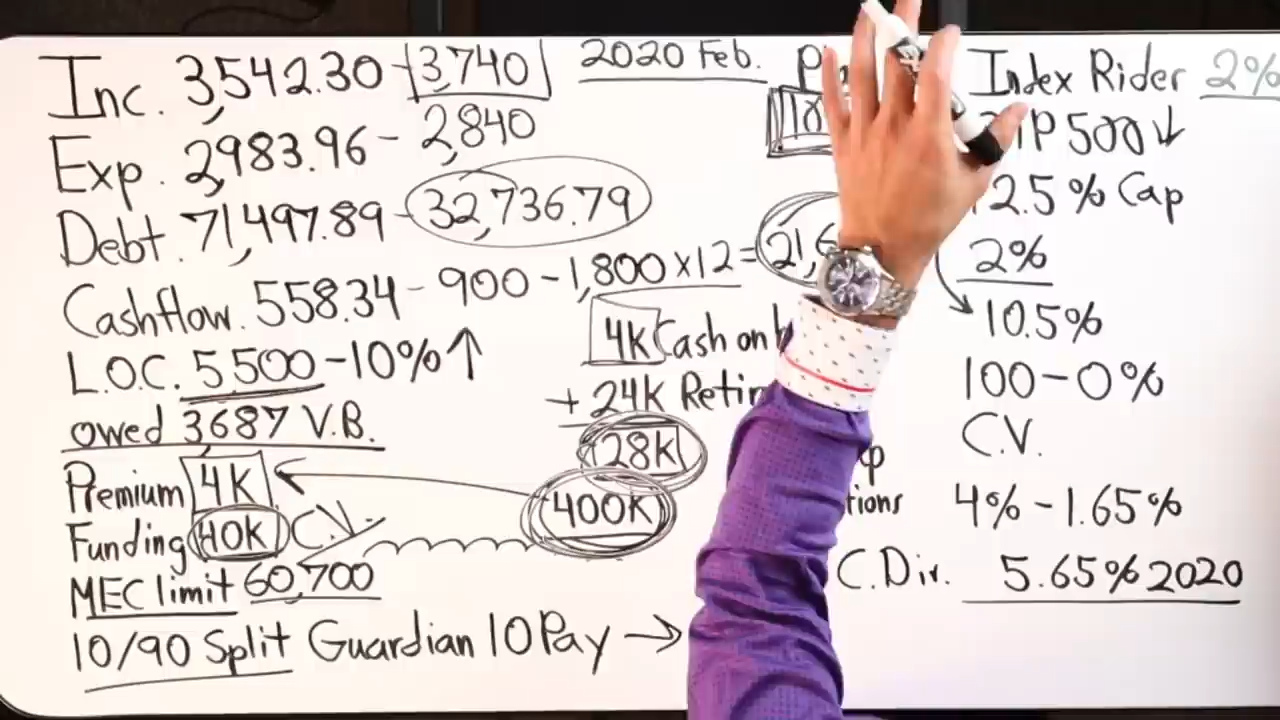 Inc. 3,542.30 - 3,740
Exp. 2,983.96 - 2,840
Debt. 71,497.89 - 32,736.79
Cashflow. 558.34 - 900 - 1,800 x 12 =
L.O.C. 5,500 - 10% ↑
owed 3,687 V.B.
Premium 4K
Funding 40K C.V.
MEC limit 60,700
10/90 Split Guardian 10 Pay →
2020 Feb.
4K Cash on
+ 24K
28K
400K
Index Rider 2%
500 ↓
2.5% Cap
2%
10.5%
100 - 0%
C.V.
4% - 1.65%
C. Div. 5.65% 2020